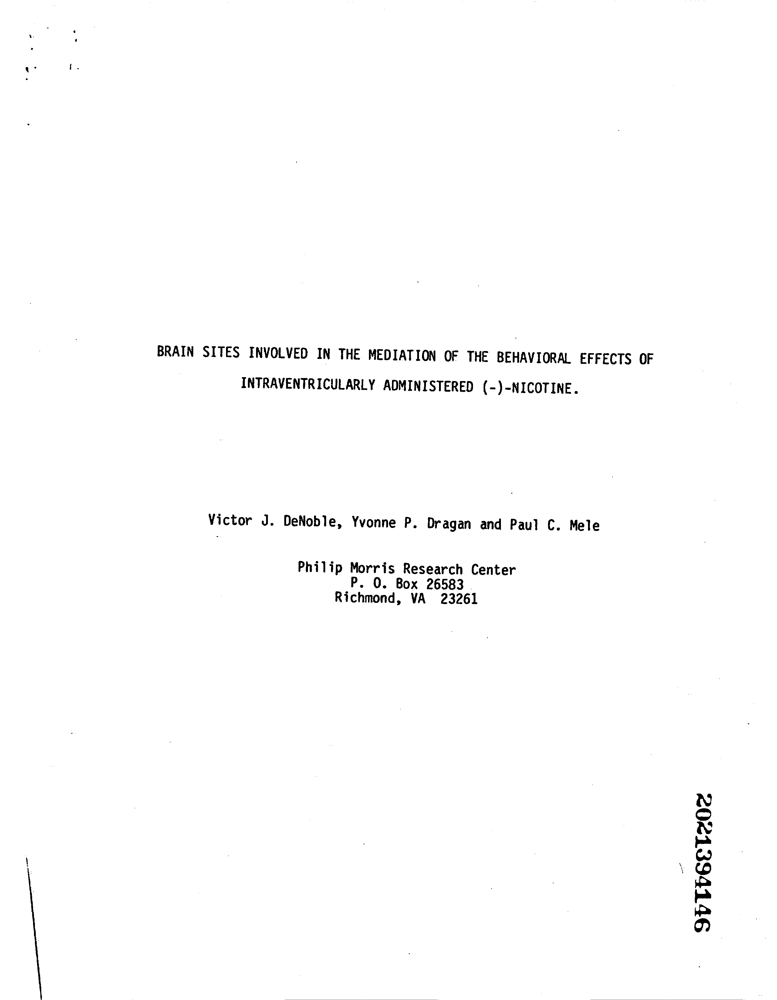 BRAIN SITES INVOLVED IN THE MEDIATION OF THE BEHAVIORAL EFFECTS OF
INTRAVENTRICULARLY ADMINISTERED (-)-NICOTINE.
Victor J. DeNoble, Yvonne P. Dragan and Paul C. Mele
Philip Morris Research Center
P. O. Box 26583
Richmond, VA 23261
2021394146